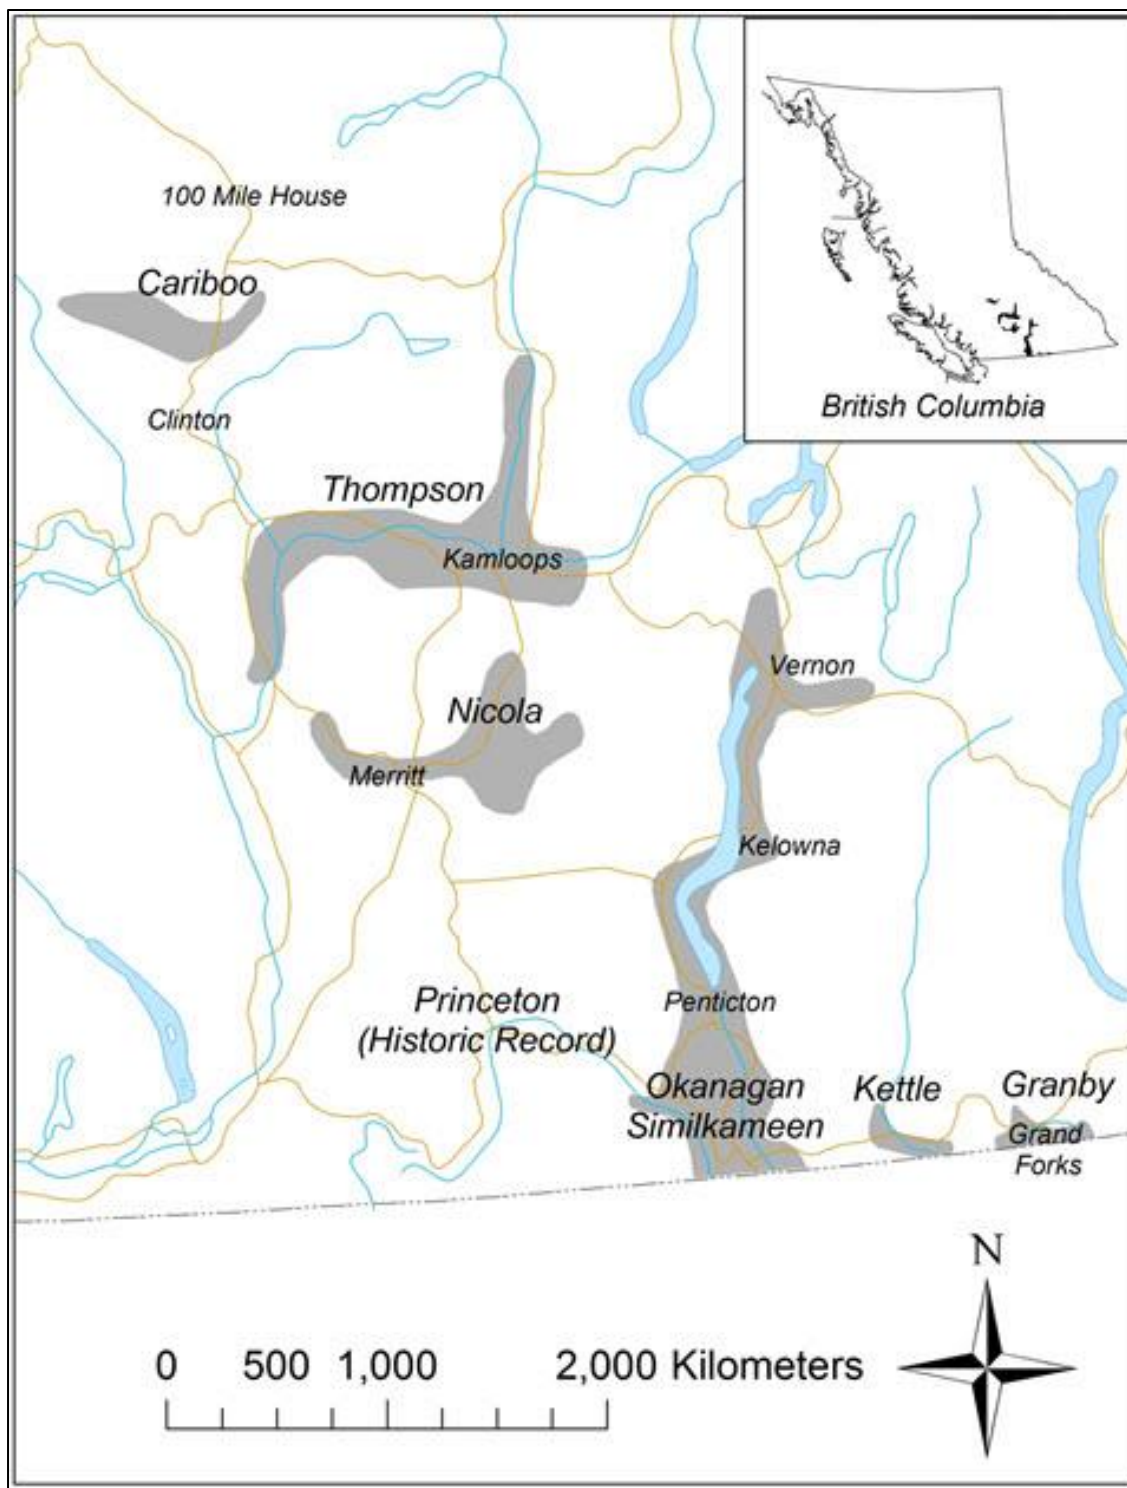 100 Mile House
Cariboo
British Columbia
Clinton
Thompson
Kamloops
Vernon
Nicola
Merritt
Kelowna
Princeton
(Historic Record)
Penticton
Okanagan
Similkameen
Kettle
Granby
Grand
Forks
N
0 500 1,000 2,000 Kilometers